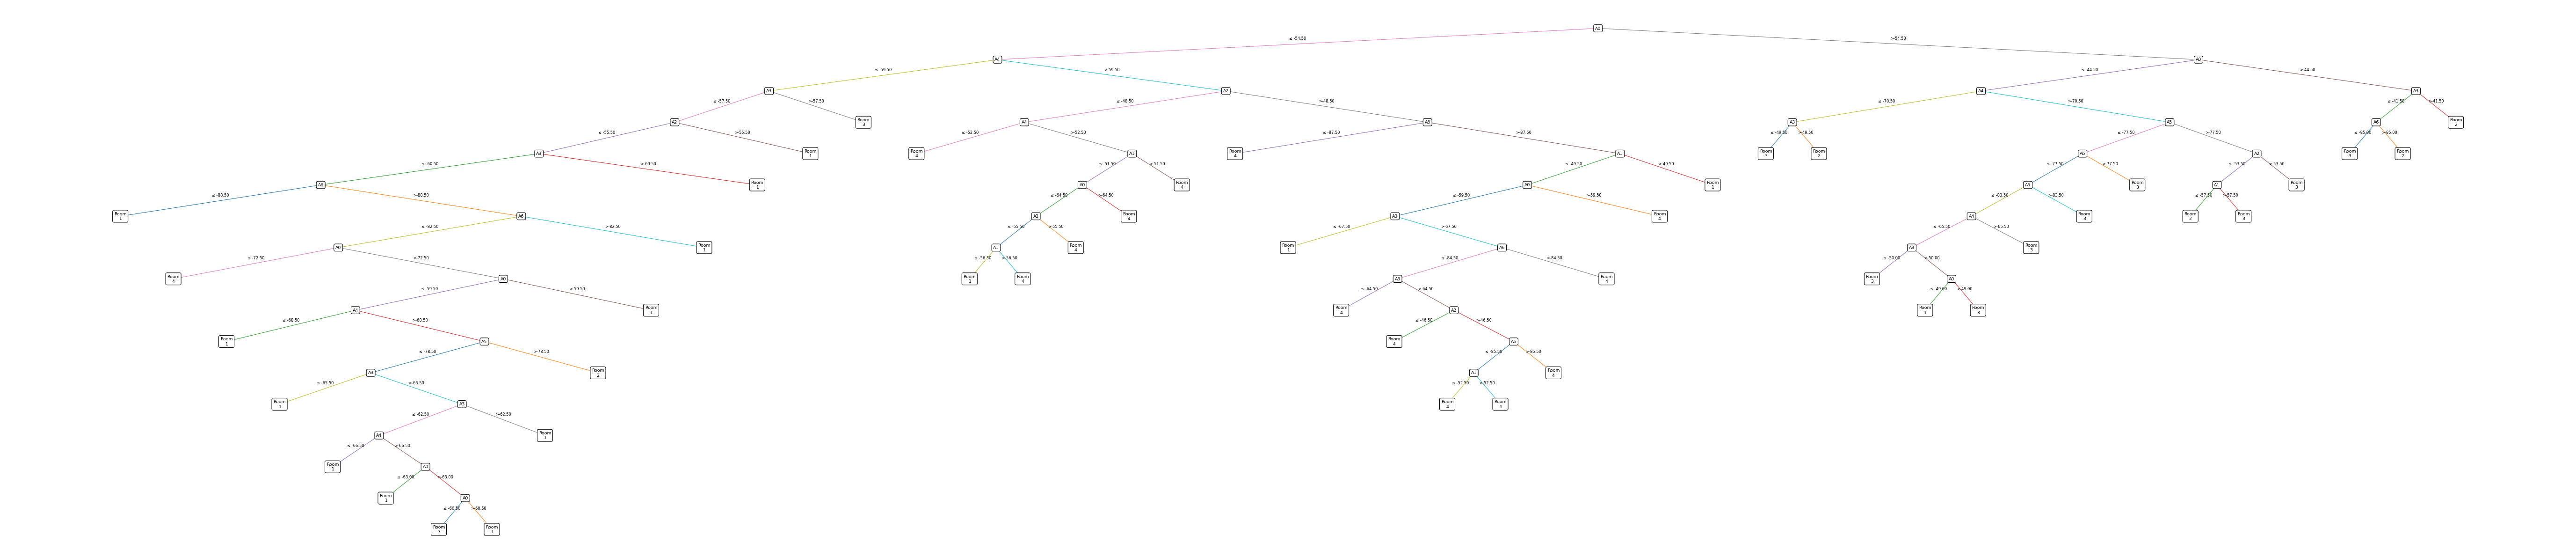 A0
≤ -54.50
>-54.50
A4
A0
≤ -59.50
>-59.50
≤ -44.50
>-44.50
A3
A2
A4
A3
≤ -57.50
>-57.50
≤ -48.50
>-48.50
≤ -70.50
>-70.50
≤ -41.50
>-41.50
A2
Room
3
A4
A6
A3
A5
A6
Room
2
≤ -55.50
>-55.50
≤ -52.50
>-52.50
≤ -87.50
>-87.50
≤ -49.50
>-49.50
≤ -77.50
>-77.50
≤ -85.00
>-85.00
A3
Room
1
Room
4
A1
Room
4
A1
Room
3
Room
2
A6
A2
Room
3
Room
2
≤ -60.50
>-60.50
≤ -51.50
>-51.50
≤ -49.50
>-49.50
≤ -77.50
>-77.50
≤ -53.50
>-53.50
A6
Room
1
A0
Room
4
A0
Room
1
A5
Room
3
A1
Room
3
≤ -88.50
>-88.50
≤ -64.50
>-64.50
≤ -59.50
>-59.50
≤ -83.50
>-83.50
≤ -57.50
>-57.50
Room
1
A6
A2
Room
4
A3
Room
4
A4
Room
3
Room
2
Room
3
≤ -82.50
>-82.50
≤ -55.50
>-55.50
≤ -67.50
>-67.50
≤ -65.50
>-65.50
A0
Room
1
A1
Room
4
Room
1
A6
A3
Room
3
≤ -72.50
>-72.50
≤ -56.50
>-56.50
≤ -84.50
>-84.50
≤ -50.00
>-50.00
Room
4
A0
Room
1
Room
4
A3
Room
4
Room
3
A0
≤ -59.50
>-59.50
≤ -64.50
>-64.50
≤ -49.00
>-49.00
A4
Room
1
Room
4
A2
Room
1
Room
3
≤ -68.50
>-68.50
≤ -46.50
>-46.50
Room
1
A5
Room
4
A6
≤ -78.50
>-78.50
≤ -85.50
>-85.50
A3
Room
2
A1
Room
4
≤ -65.50
>-65.50
≤ -52.50
>-52.50
Room
1
A3
Room
4
Room
1
≤ -62.50
>-62.50
A4
Room
1
≤ -66.50
>-66.50
Room
1
A0
≤ -63.00
>-63.00
Room
1
A0
≤ -60.50
>-60.50
Room
3
Room
1